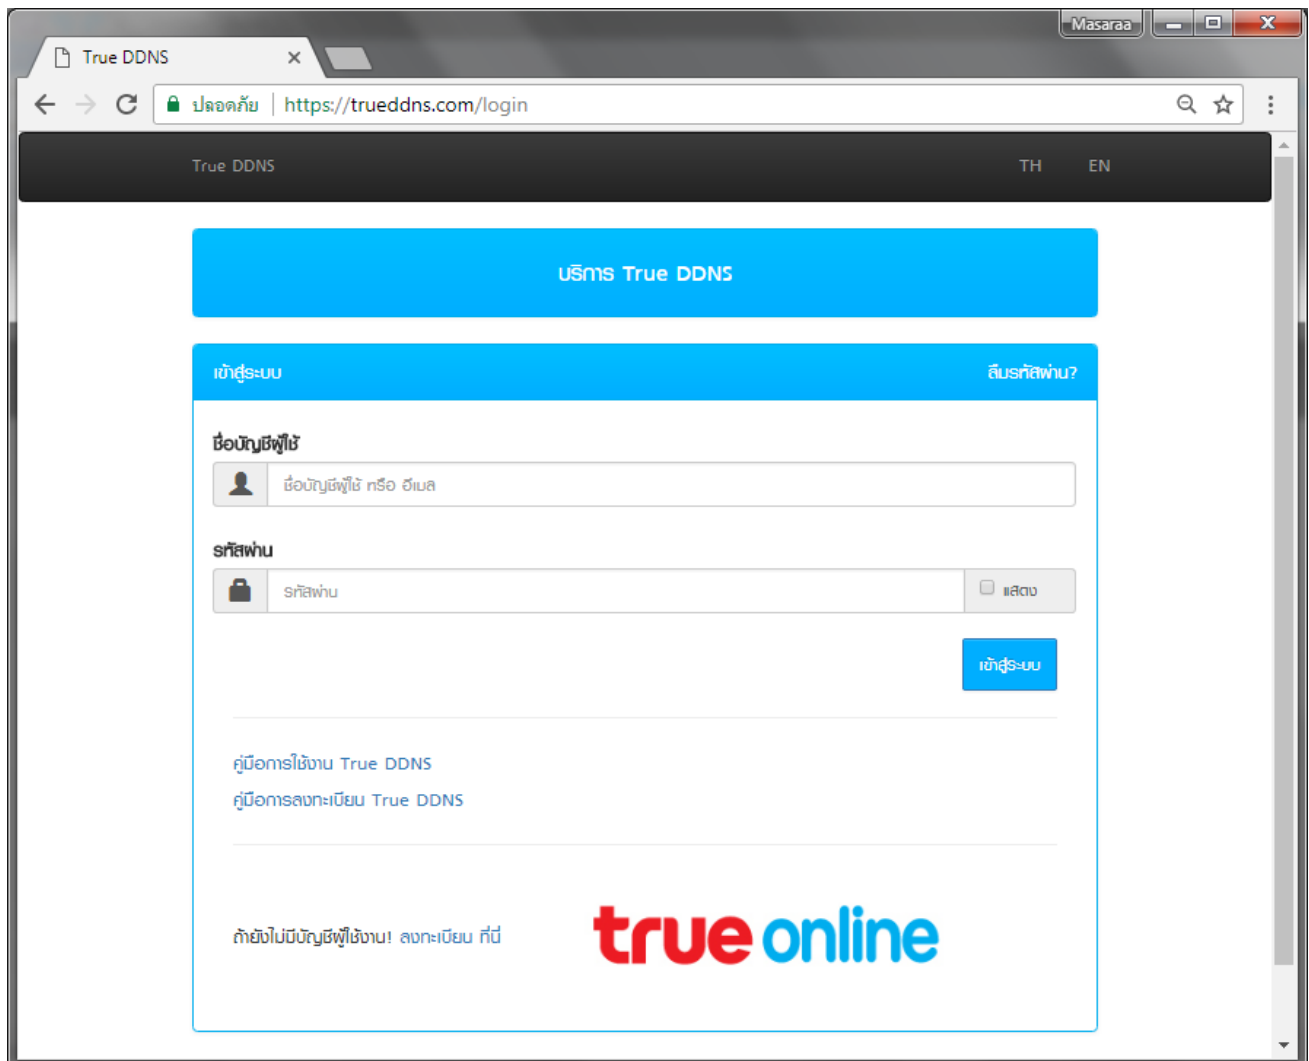 Masaraa
True DDNS
ปลอดภัย https://trueddns.com/login
True DDNS TH EN
บริการ True DDNS
เข้าสู่ระบบ ลืมรหัสผ่าน?
ชื่อบัญชีผู้ใช้
ชื่อบัญชีผู้ใช้ หรือ อีเมล
รหัสผ่าน
รหัสผ่าน แสดง
เข้าสู่ระบบ
คู่มือการใช้งาน True DDNS
คู่มือการลงทะเบียน True DDNS
ถ้ายังไม่มีบัญชีผู้ใช้งาน! ลงทะเบียน ที่นี่ true online